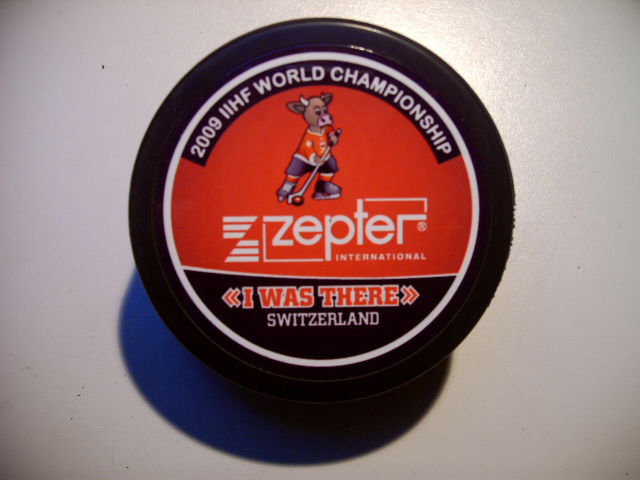 2009 IIHF WORLD CHAMPIONSHIP
zepter®
INTERNATIONAL
«I WAS THERE»
SWITZERLAND